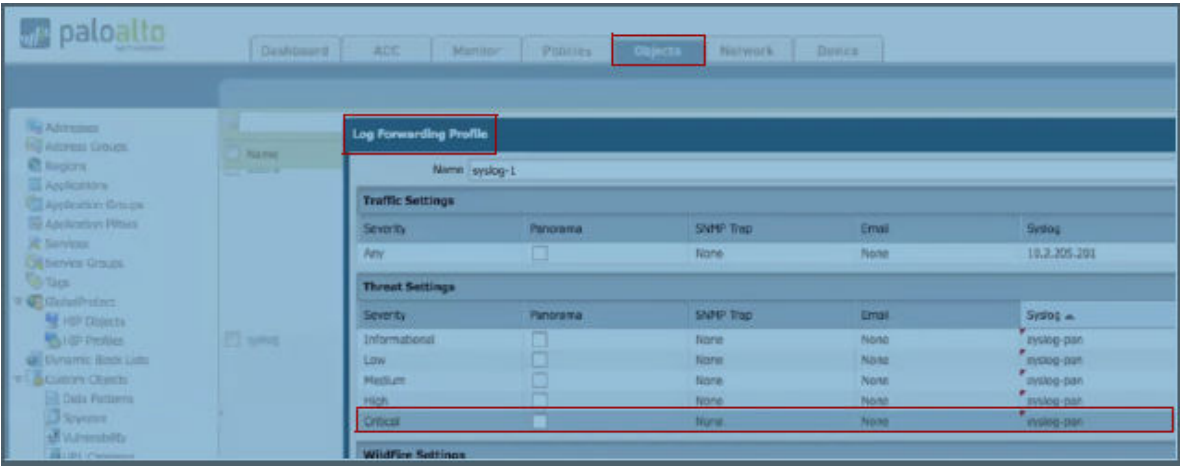 paloalto
Dashboard ACC Monitor Policies Objects Network Device
Addresses
Address Groups
Regions
Applications
Application Groups
Application Filters
Services
Service Groups
Tags
GlobalProtect
HIP Objects
HIP Profiles
Dynamic Block Lists
Custom Objects
Data Patterns
Spyware
Vulnerability
URL Category
Name
syslog
Log Forwarding Profile
Name syslog-1
Traffic Settings
Severity Panorama SNMP Trap Email Syslog
Any None None 10.2.205.201
Threat Settings
Severity Panorama SNMP Trap Email Syslog
Informational None None syslog-pan
Low None None syslog-pan
Medium None None syslog-pan
High None None syslog-pan
Critical None None syslog-pan
WildFire Settings